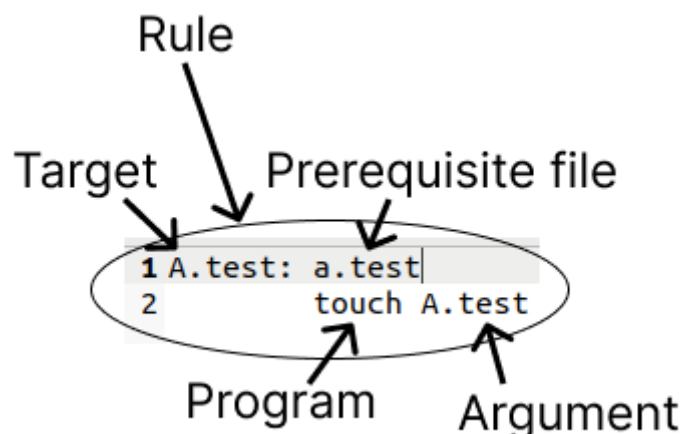 Rule
Target Prerequisite file
1 A.test: a.test
2 touch A.test
Program Argument